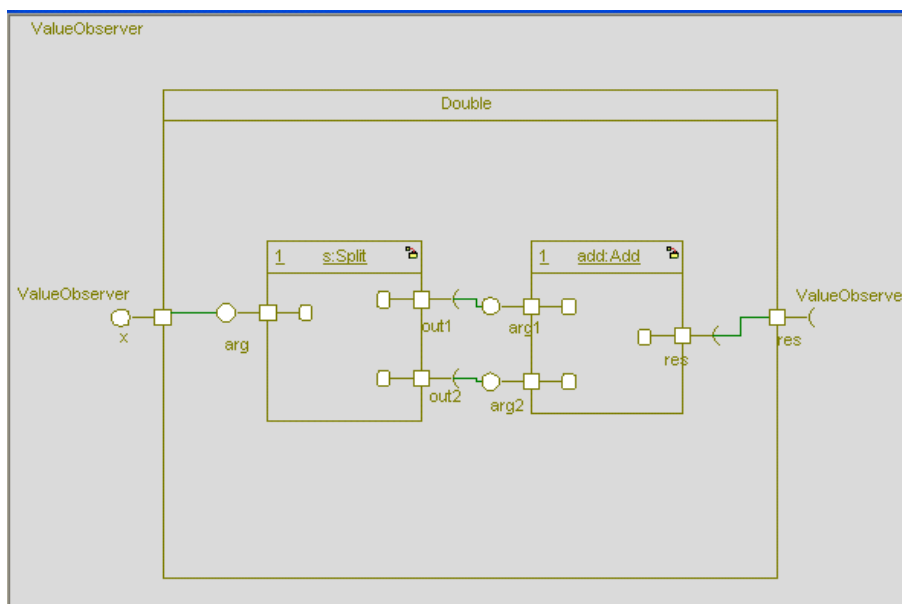 ValueObserver
Double
1 s:Split
1 add:Add
ValueObserver
ValueObserve
x
arg
out1
arg1
res
res
out2
arg2